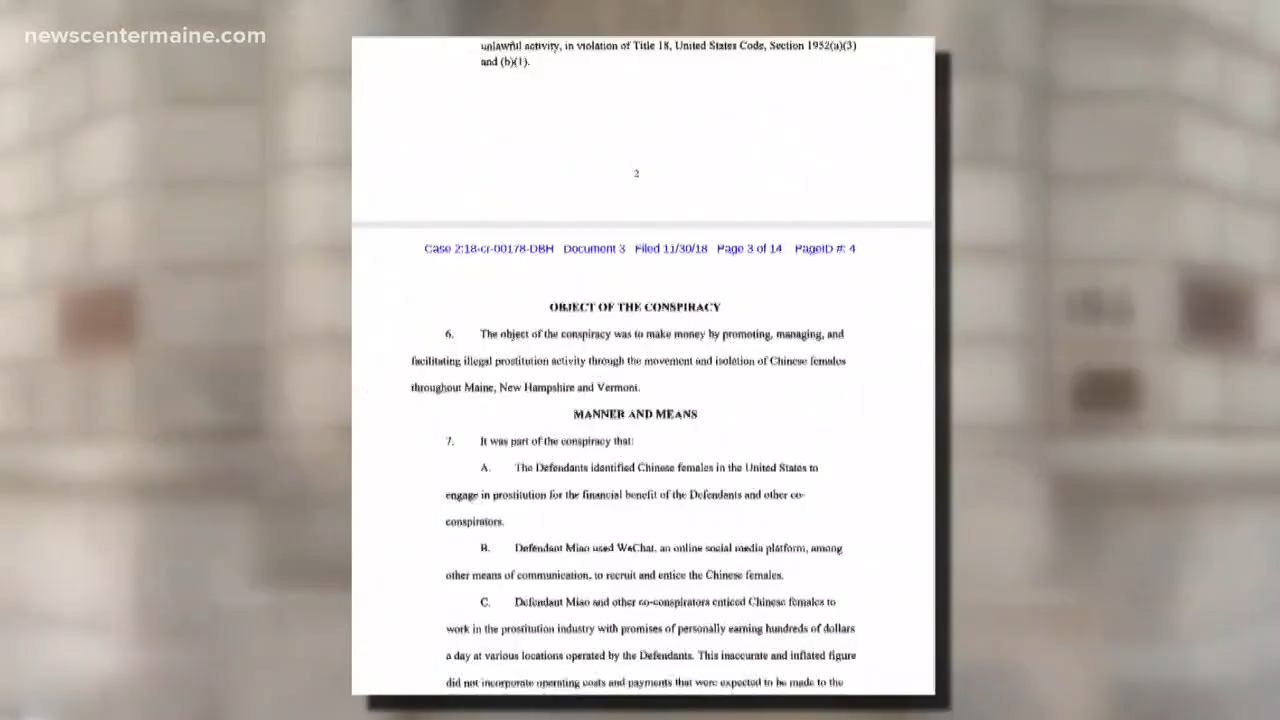 newscentermaine.com
unlawful activity, in violation of Title 18, United States Code, Section 1952(a)(3)
and (b)(1).
2
Case 2:18-cr-00178-DBH Document 3 Filed 11/30/18 Page 3 of 14 PageID #: 4
OBJECT OF THE CONSPIRACY
6. The object of the conspiracy was to make money by promoting, managing, and
facilitating illegal prostitution activity through the movement and isolation of Chinese females
throughout Maine, New Hampshire and Vermont.
MANNER AND MEANS
7. It was part of the conspiracy that:
A. The Defendants identified Chinese females in the United States to
engage in prostitution for the financial benefit of the Defendants and other co-
conspirators.
B. Defendant Miao used WeChat, an online social media platform, among
other means of communication, to recruit and entice the Chinese females.
C. Defendant Miao and other co-conspirators enticed Chinese females to
work in the prostitution industry with promises of personally earning hundreds of dollars
a day at various locations operated by the Defendants. This inaccurate and inflated figure
did not incorporate operating costs and payments that were expected to be made to the